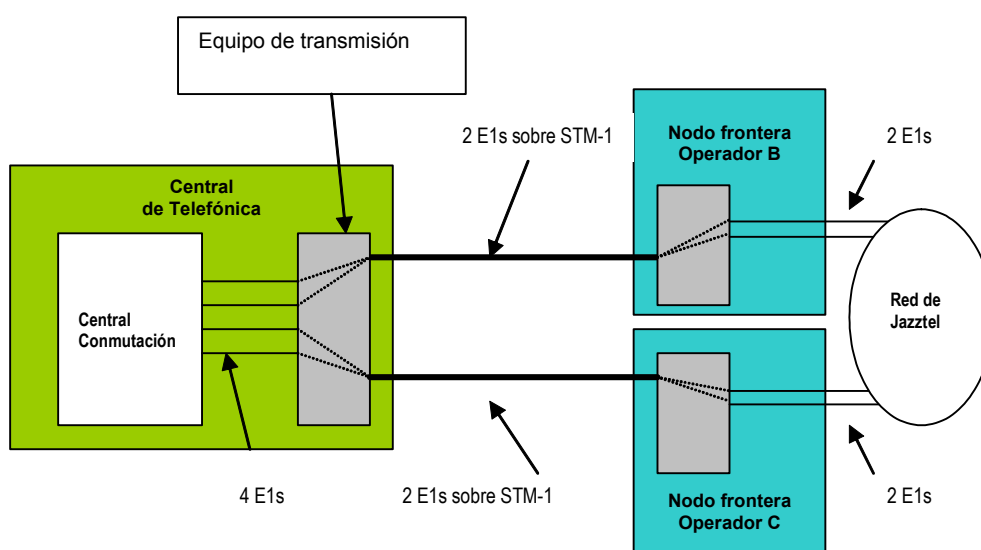 Equipo de transmisión
2 E1s sobre STM-1
Nodo frontera
Operador B
2 E1s
Central
de Telefónica
Central
Conmutación
Red de
Jazztel
4 E1s
2 E1s sobre STM-1
Nodo frontera
Operador C
2 E1s